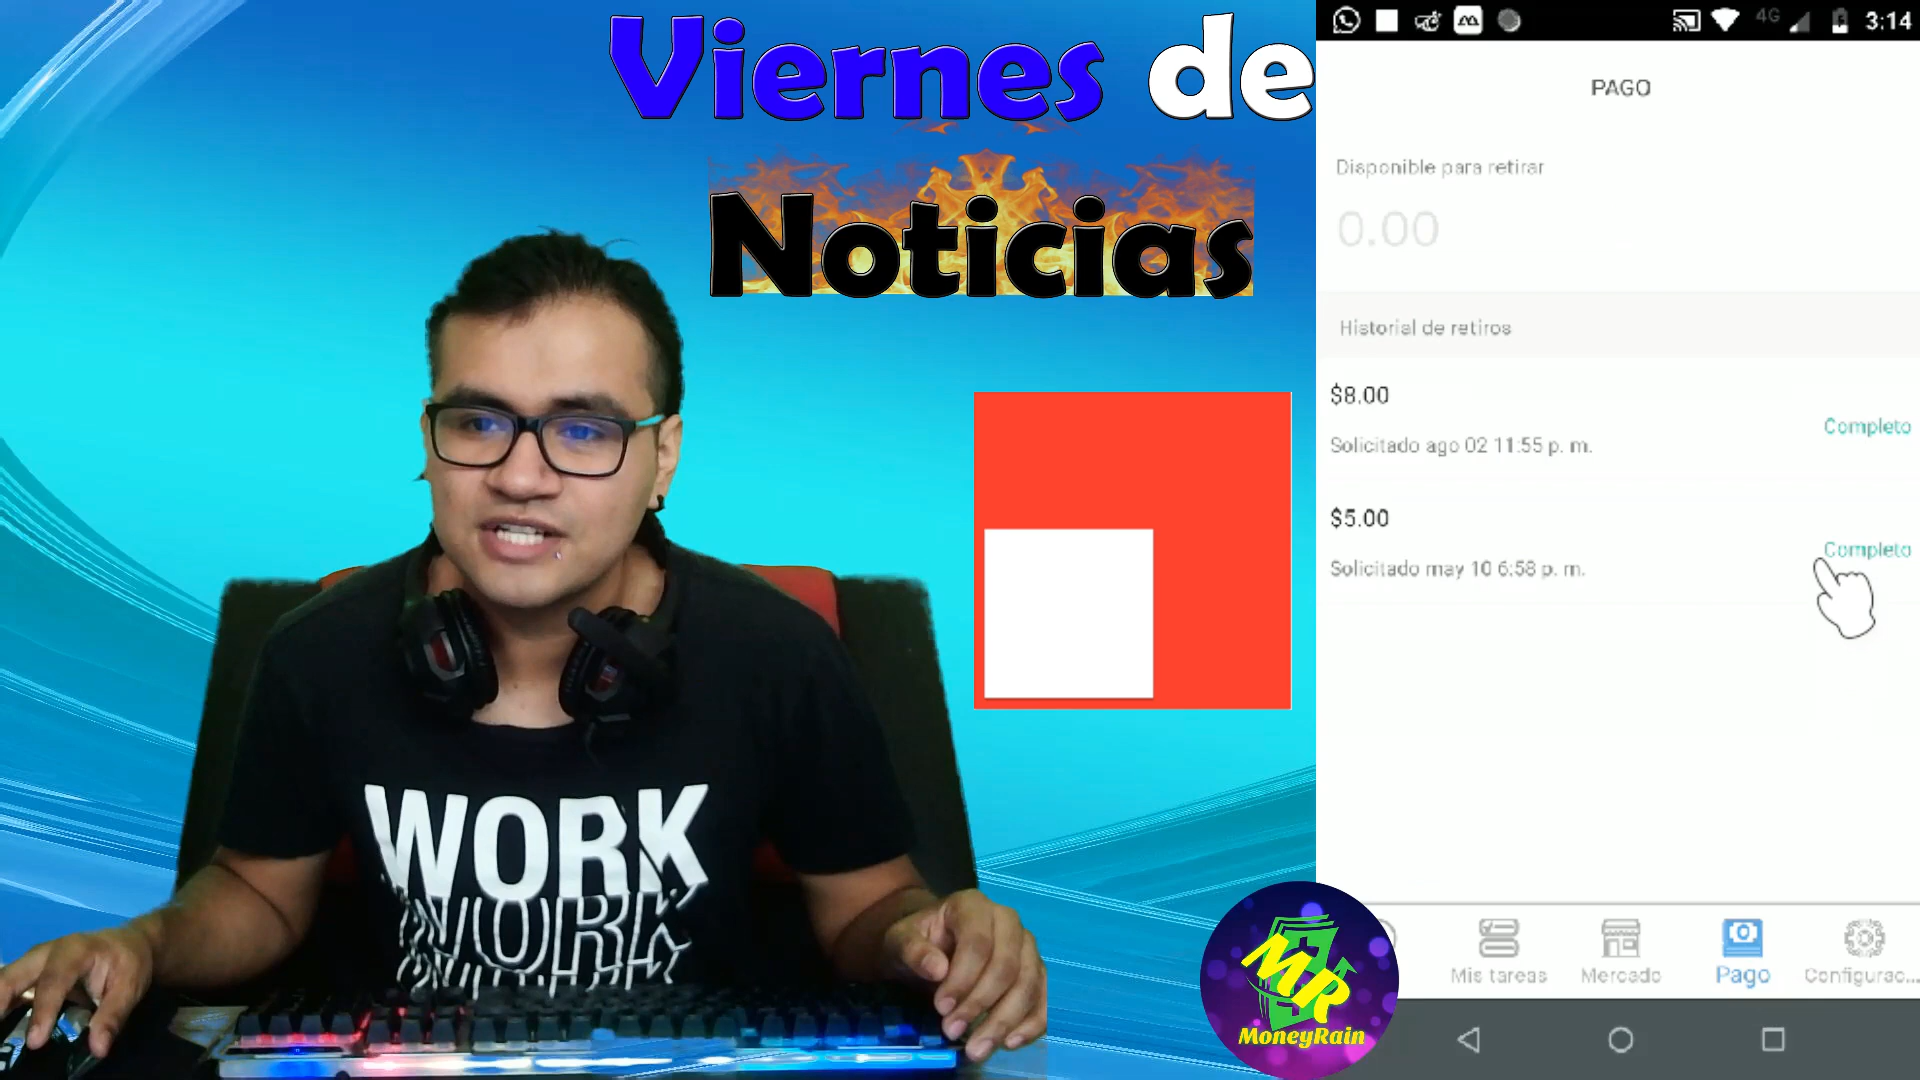 Viernes de
Noticias
WORK
WORK
MR
MoneyRain
4G
3:14
PAGO
Disponible para retirar
0.00
Historial de retiros
$8.00
Completo
Solicitado ago 02 11:55 p. m.
$5.00
Completo
Solicitado may 10 6:58 p. m.
Mis tareas
Mercado
Pago
Configurac...